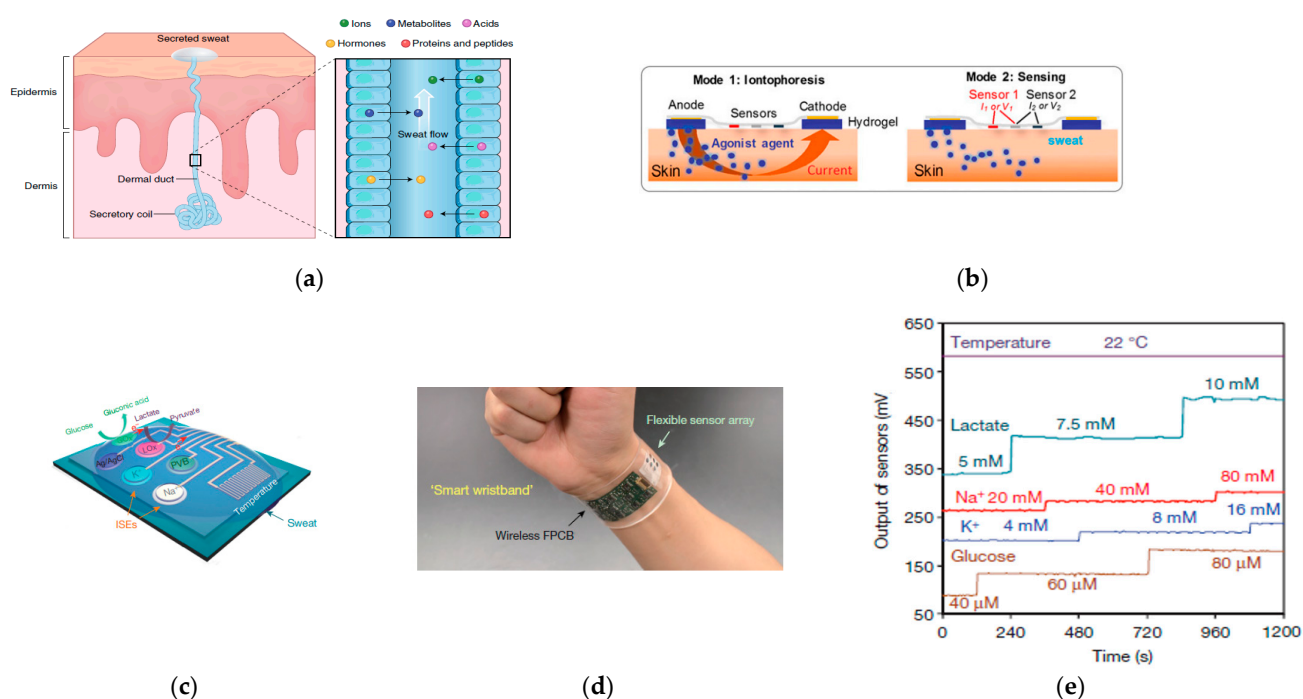 Ions
Metabolites
Acids
Hormones
Proteins and peptides
Secreted sweat
Epidermis
Dermis
Dermal duct
Secretory coil
Sweat flow
(a)
Mode 1: Iontophoresis
Anode
Sensors
Cathode
Hydrogel
Agonist agent
Skin
Current
Mode 2: Sensing
Sensor 1
I₁ or V₁
Sensor 2
I₂ or V₂
sweat
Skin
(b)
Gluconic acid
Glucose
Lactate
Pyruvate
e⁻
GOx
LOx
Ag/AgCl
PVB
K⁺
Na⁺
ISEs
Temperature
Sweat
(c)
Flexible sensor array
'Smart wristband'
Wireless FPCB
(d)
Output of sensors (mV
650
550
450
350
250
150
50
Temperature 22 °C
10 mM
Lactate 7.5 mM
5 mM
80 mM
Na⁺ 20 mM 40 mM
16 mM
K⁺ 4 mM 8 mM
Glucose
80 μM
60 μM
40 μM
0 240 480 720 960 1200
Time (s)
(e)